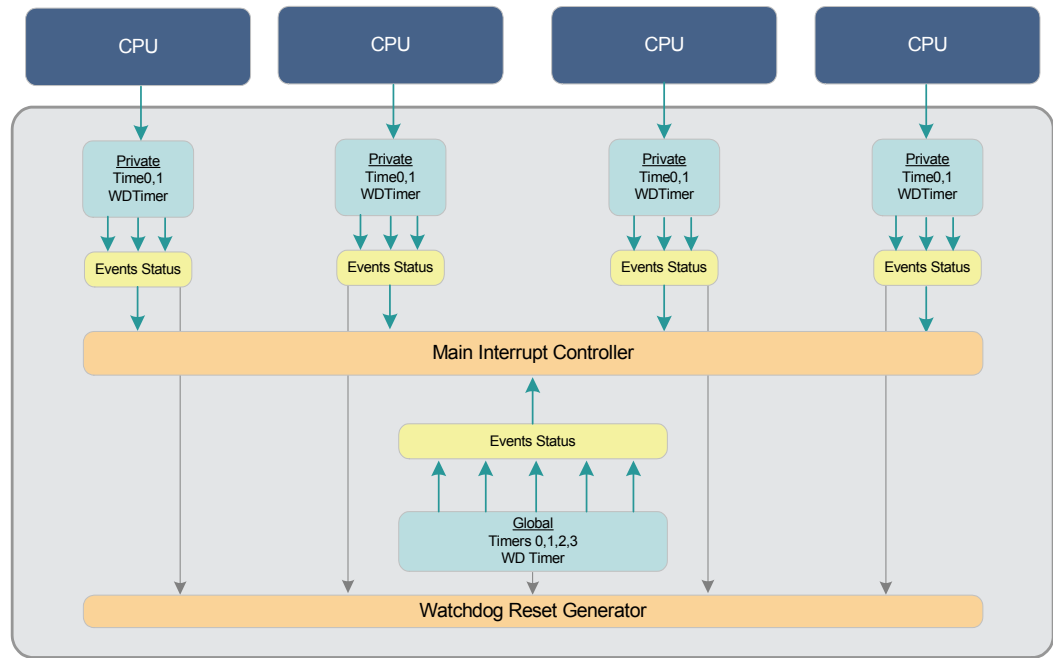 CPU
CPU
CPU
CPU
Private
Time0,1
WDTimer
Private
Time0,1
WDTimer
Private
Time0,1
WDTimer
Private
Time0,1
WDTimer
Events Status
Events Status
Events Status
Events Status
Main Interrupt Controller
Events Status
Global
Timers 0,1,2,3
WD Timer
Watchdog Reset Generator